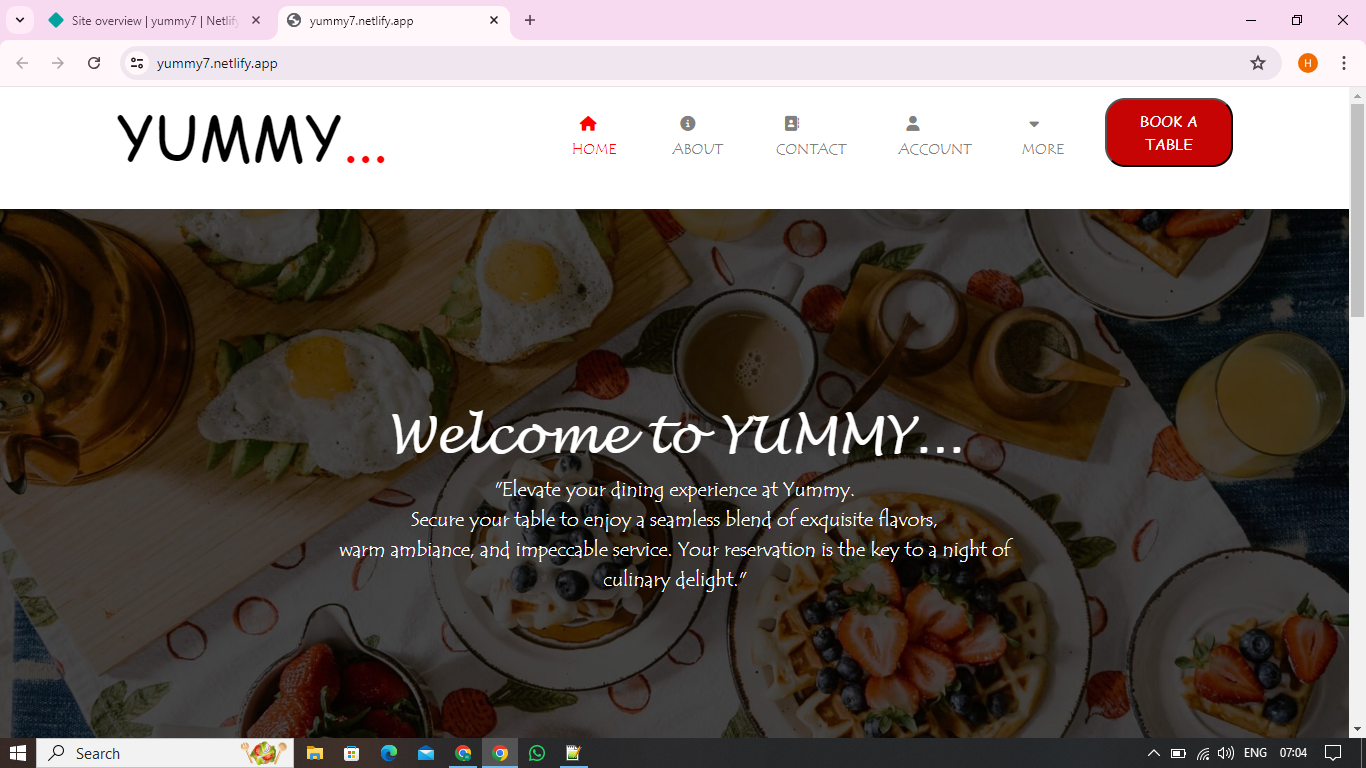 Site overview | yummy7 | Netlify
yummy7.netlify.app
yummy7.netlify.app
H
YUMMY...
HOME
ABOUT
CONTACT
ACCOUNT
MORE
BOOK A
TABLE
Welcome to YUMMY...
"Elevate your dining experience at Yummy.
Secure your table to enjoy a seamless blend of exquisite flavors,
warm ambiance, and impeccable service. Your reservation is the key to a night of
culinary delight."
Search
ENG
07:04